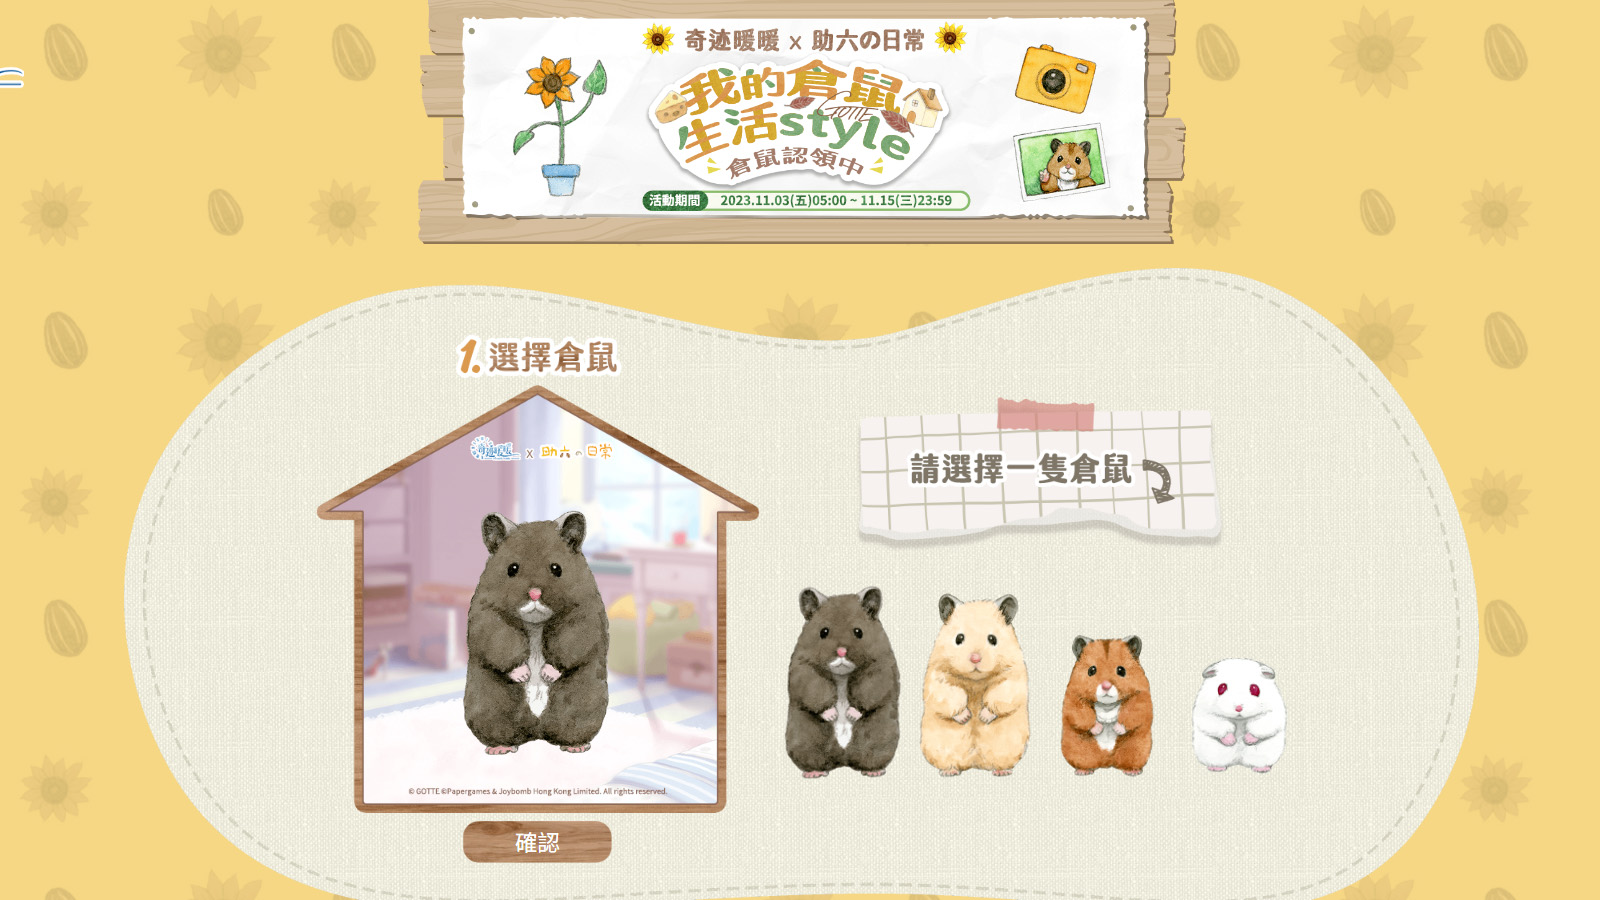 奇迹暖暖 x 助六の日常
我的倉鼠
生活style
GOTTE
倉鼠認領中
活動期間 2023.11.03(五)05:00 ~ 11.15(三)23:59
1.選擇倉鼠
奇迹暖暖 x 助六の日常
請選擇一隻倉鼠
© GOTTE ©Papergames & Joybomb Hong Kong Limited. All rights reserved.
確認